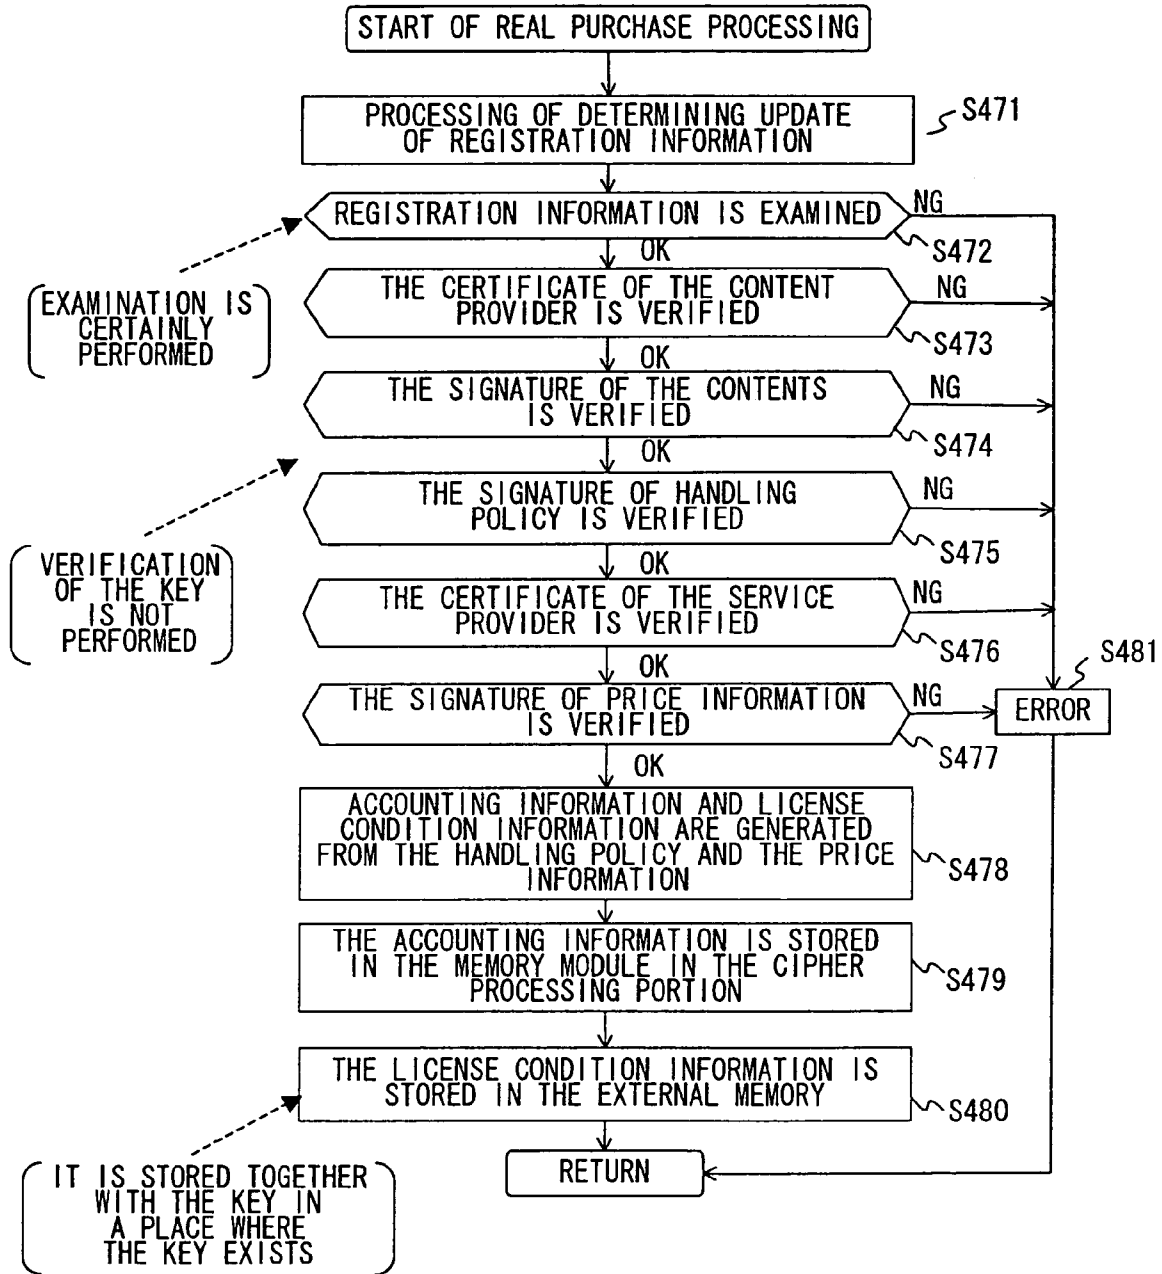 START OF REAL PURCHASE PROCESSING
PROCESSING OF DETERMINING UPDATE
OF REGISTRATION INFORMATION
S471
REGISTRATION INFORMATION IS EXAMINED
NG
S472
OK
EXAMINATION IS
CERTAINLY
PERFORMED
THE CERTIFICATE OF THE CONTENT
PROVIDER IS VERIFIED
NG
S473
OK
THE SIGNATURE OF THE CONTENTS
IS VERIFIED
NG
S474
OK
VERIFICATION
OF THE KEY
IS NOT
PERFORMED
THE SIGNATURE OF HANDLING
POLICY IS VERIFIED
NG
S475
OK
THE CERTIFICATE OF THE SERVICE
PROVIDER IS VERIFIED
NG
S476
OK
THE SIGNATURE OF PRICE INFORMATION
IS VERIFIED
NG
S477
S481
ERROR
OK
ACCOUNTING INFORMATION AND LICENSE
CONDITION INFORMATION ARE GENERATED
FROM THE HANDLING POLICY AND THE PRICE
INFORMATION
S478
THE ACCOUNTING INFORMATION IS STORED
IN THE MEMORY MODULE IN THE CIPHER
PROCESSING PORTION
S479
THE LICENSE CONDITION INFORMATION IS
STORED IN THE EXTERNAL MEMORY
S480
IT IS STORED TOGETHER
WITH THE KEY IN
A PLACE WHERE
THE KEY EXISTS
RETURN